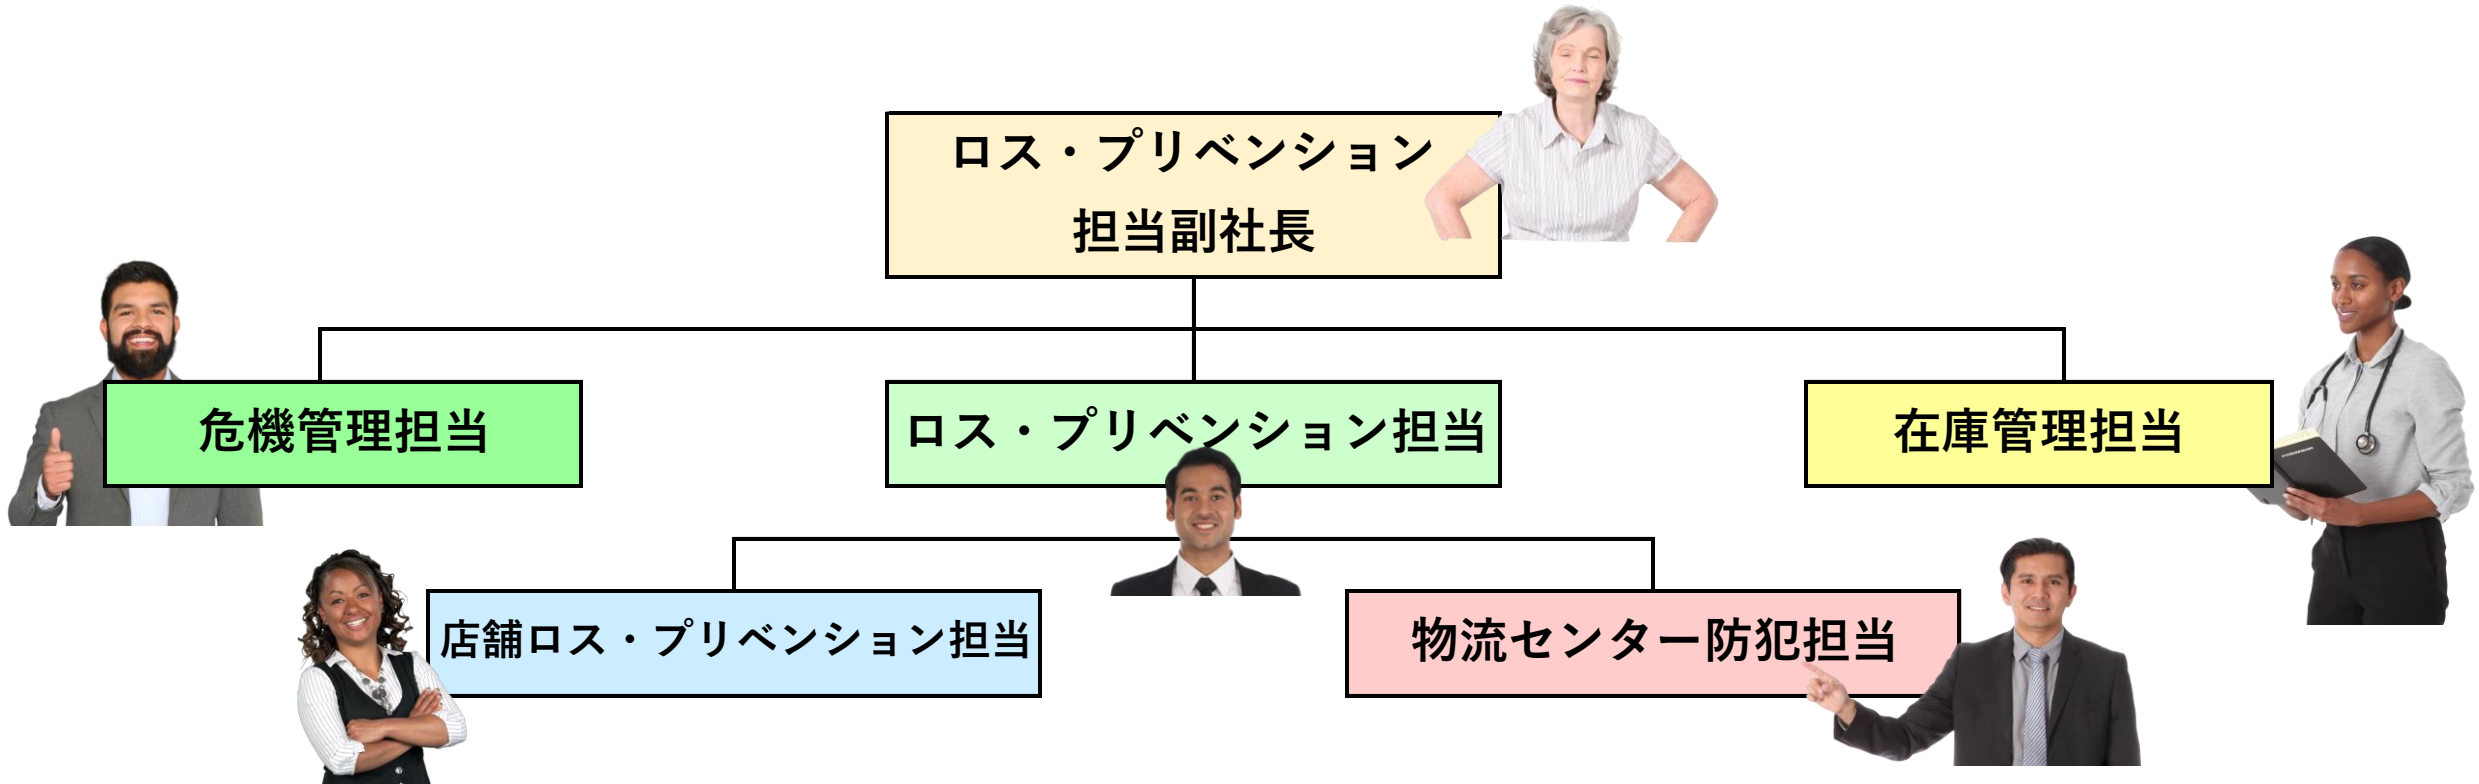 ロス・プリベンション
担当副社長
危機管理担当
ロス・プリベンション担当
在庫管理担当
店舗ロス・プリベンション担当
物流センター防犯担当